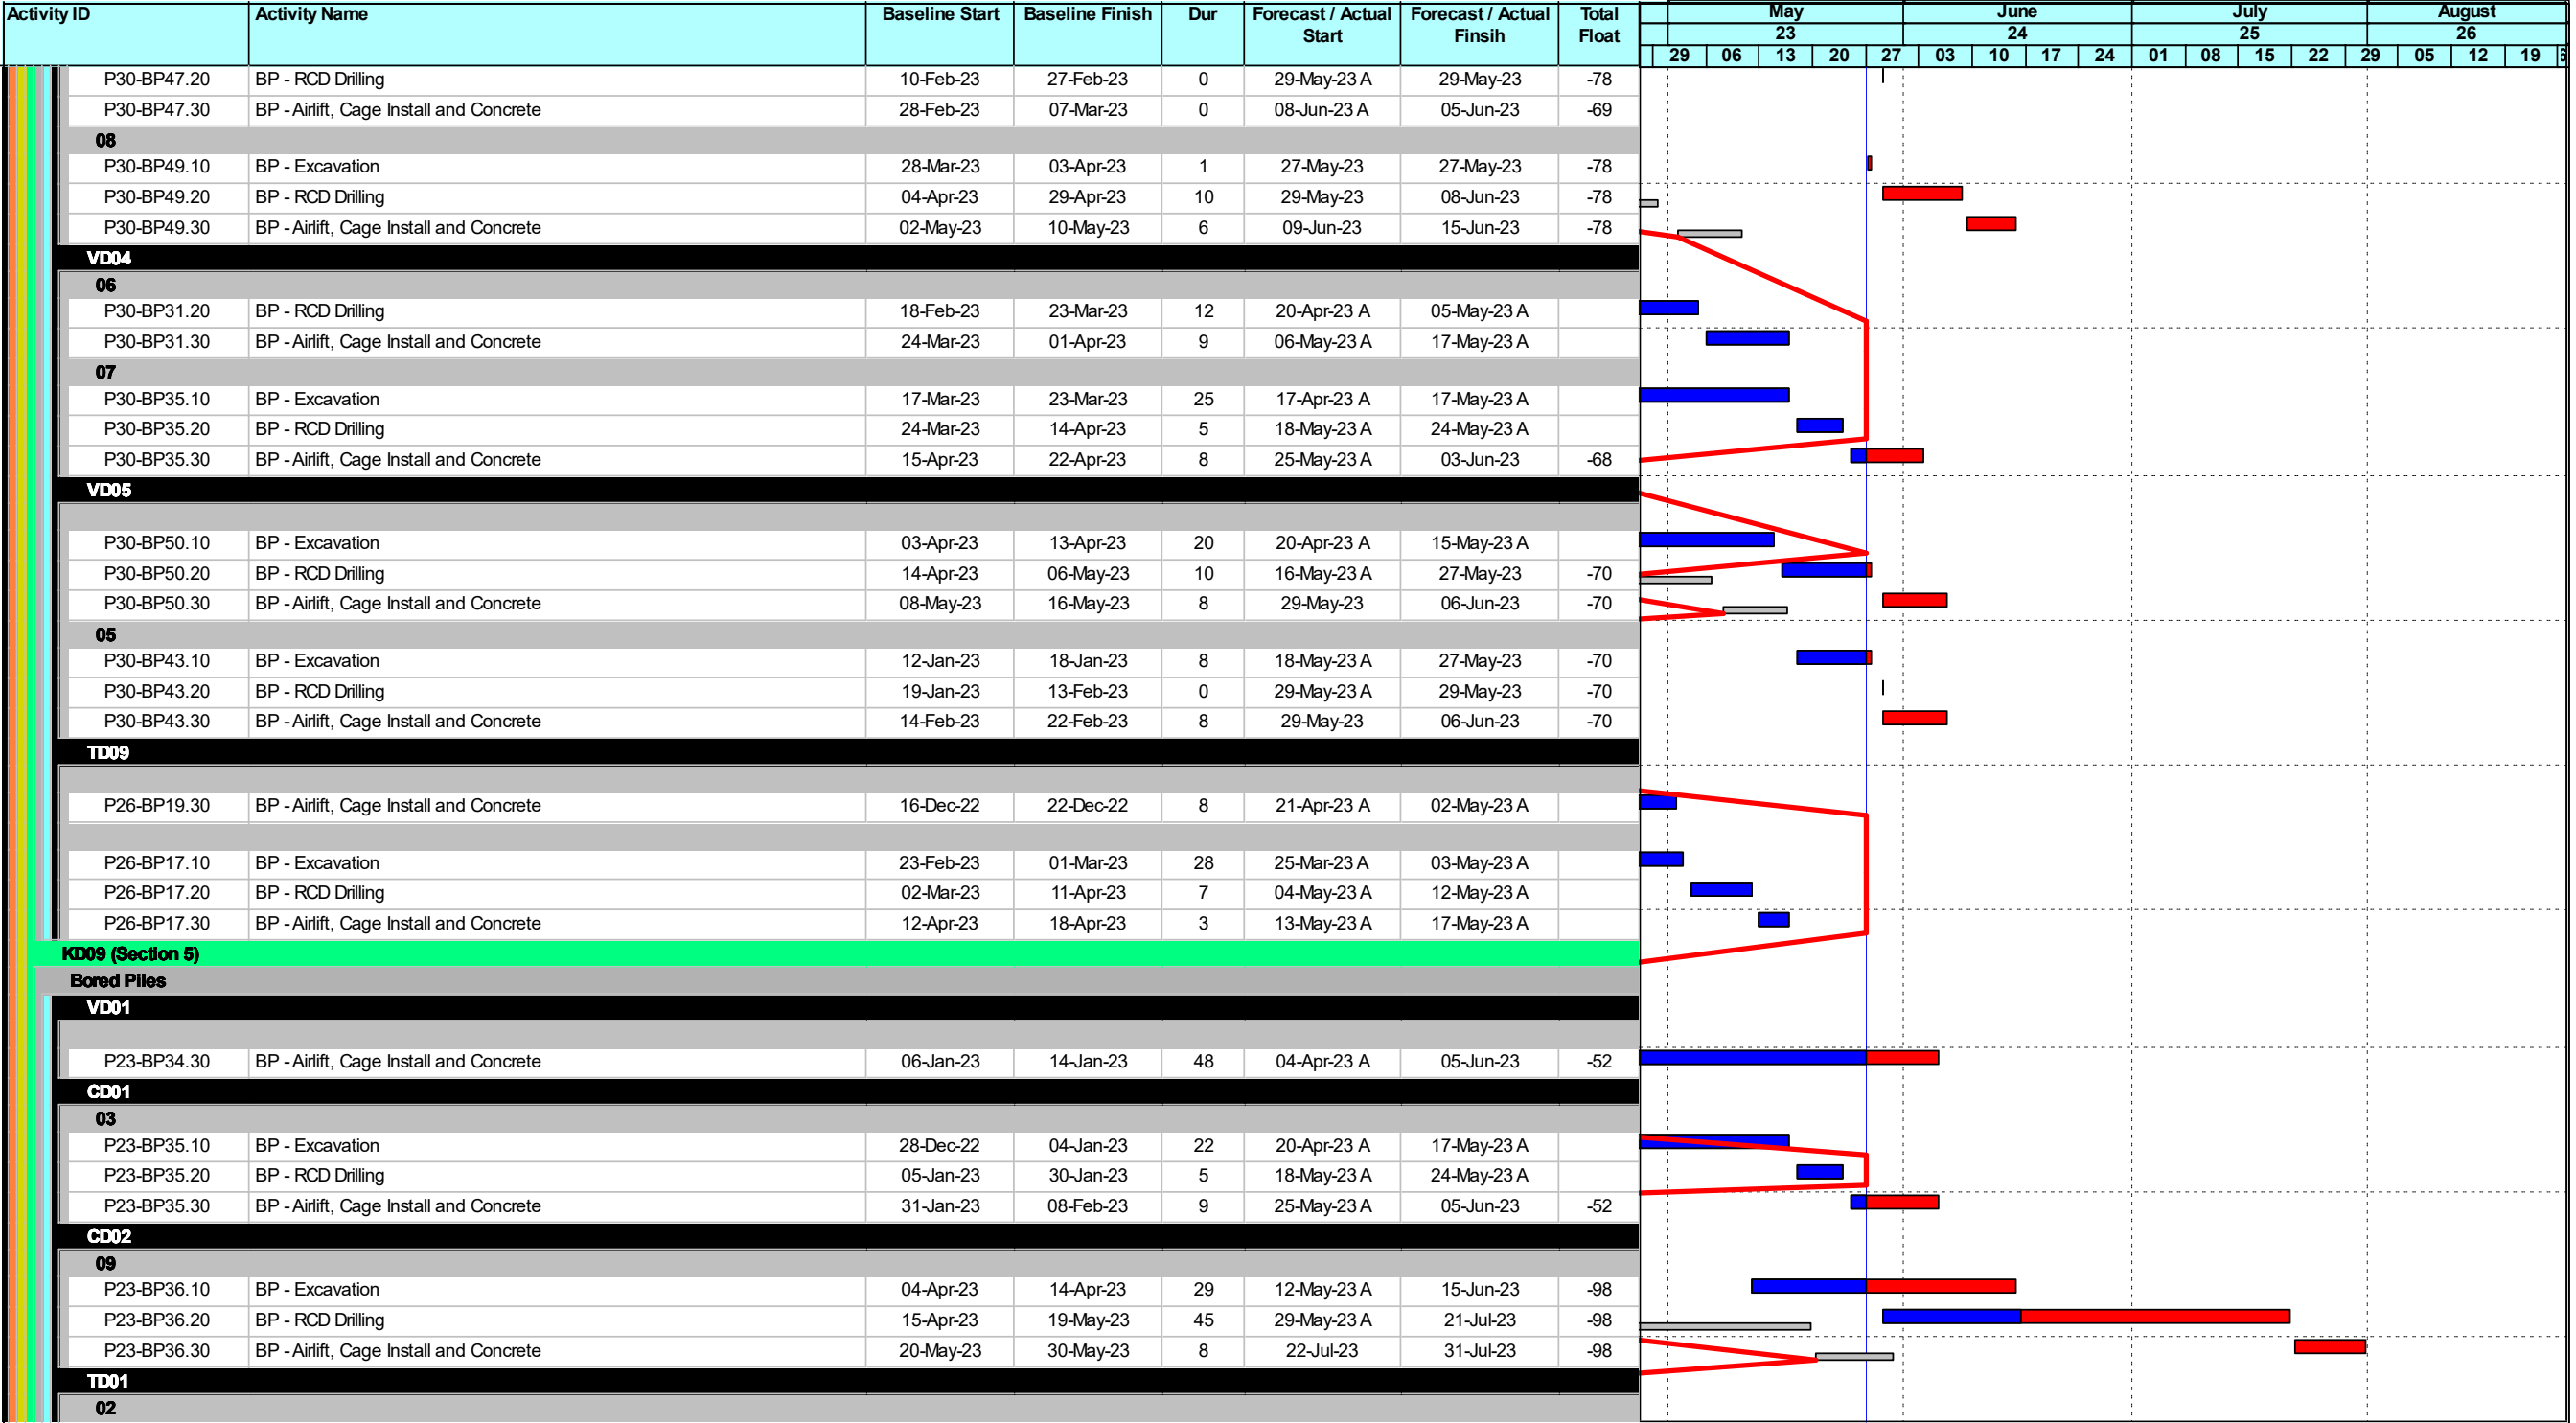 Activity ID Activity Name Baseline Start Baseline Finish Dur Forecast / Actual Start Forecast / Actual Finsih Total Float May June July August
23 24 25 26
29 06 13 20 27 03 10 17 24 01 08 15 22 29 05 12 19
P30-BP47.20 BP - RCD Drilling 10-Feb-23 27-Feb-23 0 29-May-23 A 29-May-23 -78
P30-BP47.30 BP - Airlift, Cage Install and Concrete 28-Feb-23 07-Mar-23 0 08-Jun-23 A 05-Jun-23 -69
08
P30-BP49.10 BP - Excavation 28-Mar-23 03-Apr-23 1 27-May-23 27-May-23 -78
P30-BP49.20 BP - RCD Drilling 04-Apr-23 29-Apr-23 10 29-May-23 08-Jun-23 -78
P30-BP49.30 BP - Airlift, Cage Install and Concrete 02-May-23 10-May-23 6 09-Jun-23 15-Jun-23 -78
VD04
06
P30-BP31.20 BP - RCD Drilling 18-Feb-23 23-Mar-23 12 20-Apr-23 A 05-May-23 A
P30-BP31.30 BP - Airlift, Cage Install and Concrete 24-Mar-23 01-Apr-23 9 06-May-23 A 17-May-23 A
07
P30-BP35.10 BP - Excavation 17-Mar-23 23-Mar-23 25 17-Apr-23 A 17-May-23 A
P30-BP35.20 BP - RCD Drilling 24-Mar-23 14-Apr-23 5 18-May-23 A 24-May-23 A
P30-BP35.30 BP - Airlift, Cage Install and Concrete 15-Apr-23 22-Apr-23 8 25-May-23 A 03-Jun-23 -68
VD05
P30-BP50.10 BP - Excavation 03-Apr-23 13-Apr-23 20 20-Apr-23 A 15-May-23 A
P30-BP50.20 BP - RCD Drilling 14-Apr-23 06-May-23 10 16-May-23 A 27-May-23 -70
P30-BP50.30 BP - Airlift, Cage Install and Concrete 08-May-23 16-May-23 8 29-May-23 06-Jun-23 -70
05
P30-BP43.10 BP - Excavation 12-Jan-23 18-Jan-23 8 18-May-23 A 27-May-23 -70
P30-BP43.20 BP - RCD Drilling 19-Jan-23 13-Feb-23 0 29-May-23 A 29-May-23 -70
P30-BP43.30 BP - Airlift, Cage Install and Concrete 14-Feb-23 22-Feb-23 8 29-May-23 06-Jun-23 -70
TD09
P26-BP19.30 BP - Airlift, Cage Install and Concrete 16-Dec-22 22-Dec-22 8 21-Apr-23 A 02-May-23 A
P26-BP17.10 BP - Excavation 23-Feb-23 01-Mar-23 28 25-Mar-23 A 03-May-23 A
P26-BP17.20 BP - RCD Drilling 02-Mar-23 11-Apr-23 7 04-May-23 A 12-May-23 A
P26-BP17.30 BP - Airlift, Cage Install and Concrete 12-Apr-23 18-Apr-23 3 13-May-23 A 17-May-23 A
KD09 (Section 5)
Bored Piles
VD01
P23-BP34.30 BP - Airlift, Cage Install and Concrete 06-Jan-23 14-Jan-23 48 04-Apr-23 A 05-Jun-23 -52
CD01
03
P23-BP35.10 BP - Excavation 28-Dec-22 04-Jan-23 22 20-Apr-23 A 17-May-23 A
P23-BP35.20 BP - RCD Drilling 05-Jan-23 30-Jan-23 5 18-May-23 A 24-May-23 A
P23-BP35.30 BP - Airlift, Cage Install and Concrete 31-Jan-23 08-Feb-23 9 25-May-23 A 05-Jun-23 -52
CD02
09
P23-BP36.10 BP - Excavation 04-Apr-23 14-Apr-23 29 12-May-23 A 15-Jun-23 -98
P23-BP36.20 BP - RCD Drilling 15-Apr-23 19-May-23 45 29-May-23 A 21-Jul-23 -98
P23-BP36.30 BP - Airlift, Cage Install and Concrete 20-May-23 30-May-23 8 22-Jul-23 31-Jul-23 -98
TD01
02